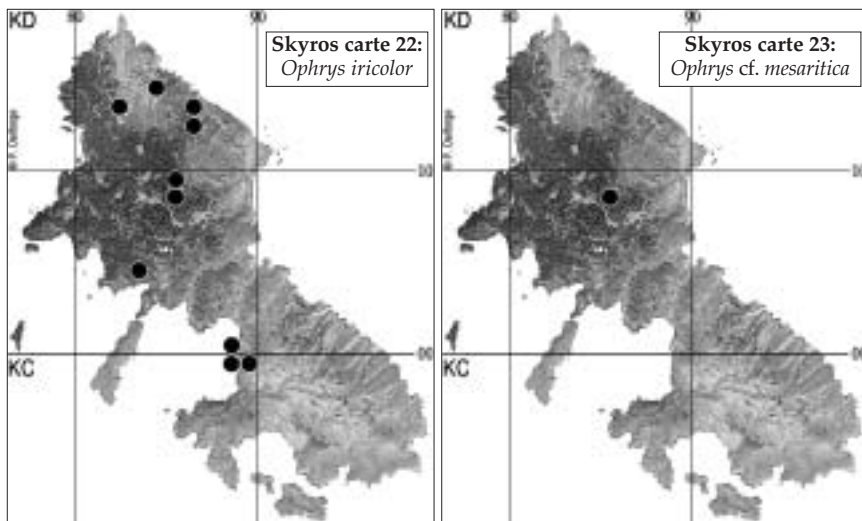 KD
80
90
Skyros carte 22:
Ophrys iricolor
10
00
KC
KD
80
90
Skyros carte 23:
Ophrys cf. mesaritica
10
00
KC